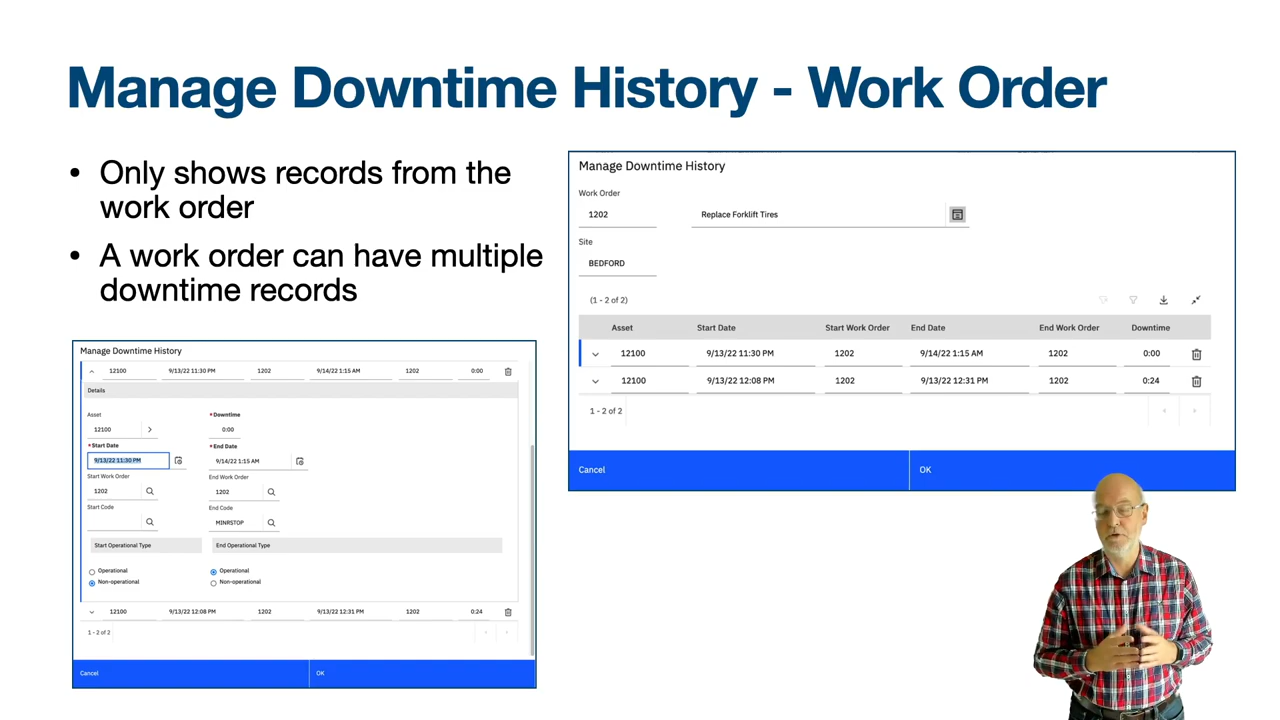 Manage Downtime History - Work Order
• Only shows records from the
work order
• A work order can have multiple
downtime records
Manage Downtime History
Work Order
1202 Replace Forklift Tires
Site
BEDFORD
(1 - 2 of 2)
Asset Start Date Start Work Order End Date End Work Order Downtime
12100 9/13/22 11:30 PM 1202 9/14/22 1:15 AM 1202 0:00
12100 9/13/22 12:08 PM 1202 9/13/22 12:31 PM 1202 0:24
1 - 2 of 2
Cancel OK
Manage Downtime History
12100 9/13/22 11:30 PM 1202 9/14/22 1:15 AM 1202 0:00
Details
Asset *Downtime
12100 0:00
*Start Date *End Date
9/13/22 11:30 PM 9/14/22 1:15 AM
Start Work Order End Work Order
1202 1202
Start Code End Code
MINRSTOP
Start Operational Type End Operational Type
Operational Operational
Non-operational Non-operational
12100 9/13/22 12:08 PM 1202 9/13/22 12:31 PM 1202 0:24
1 - 2 of 2
Cancel OK